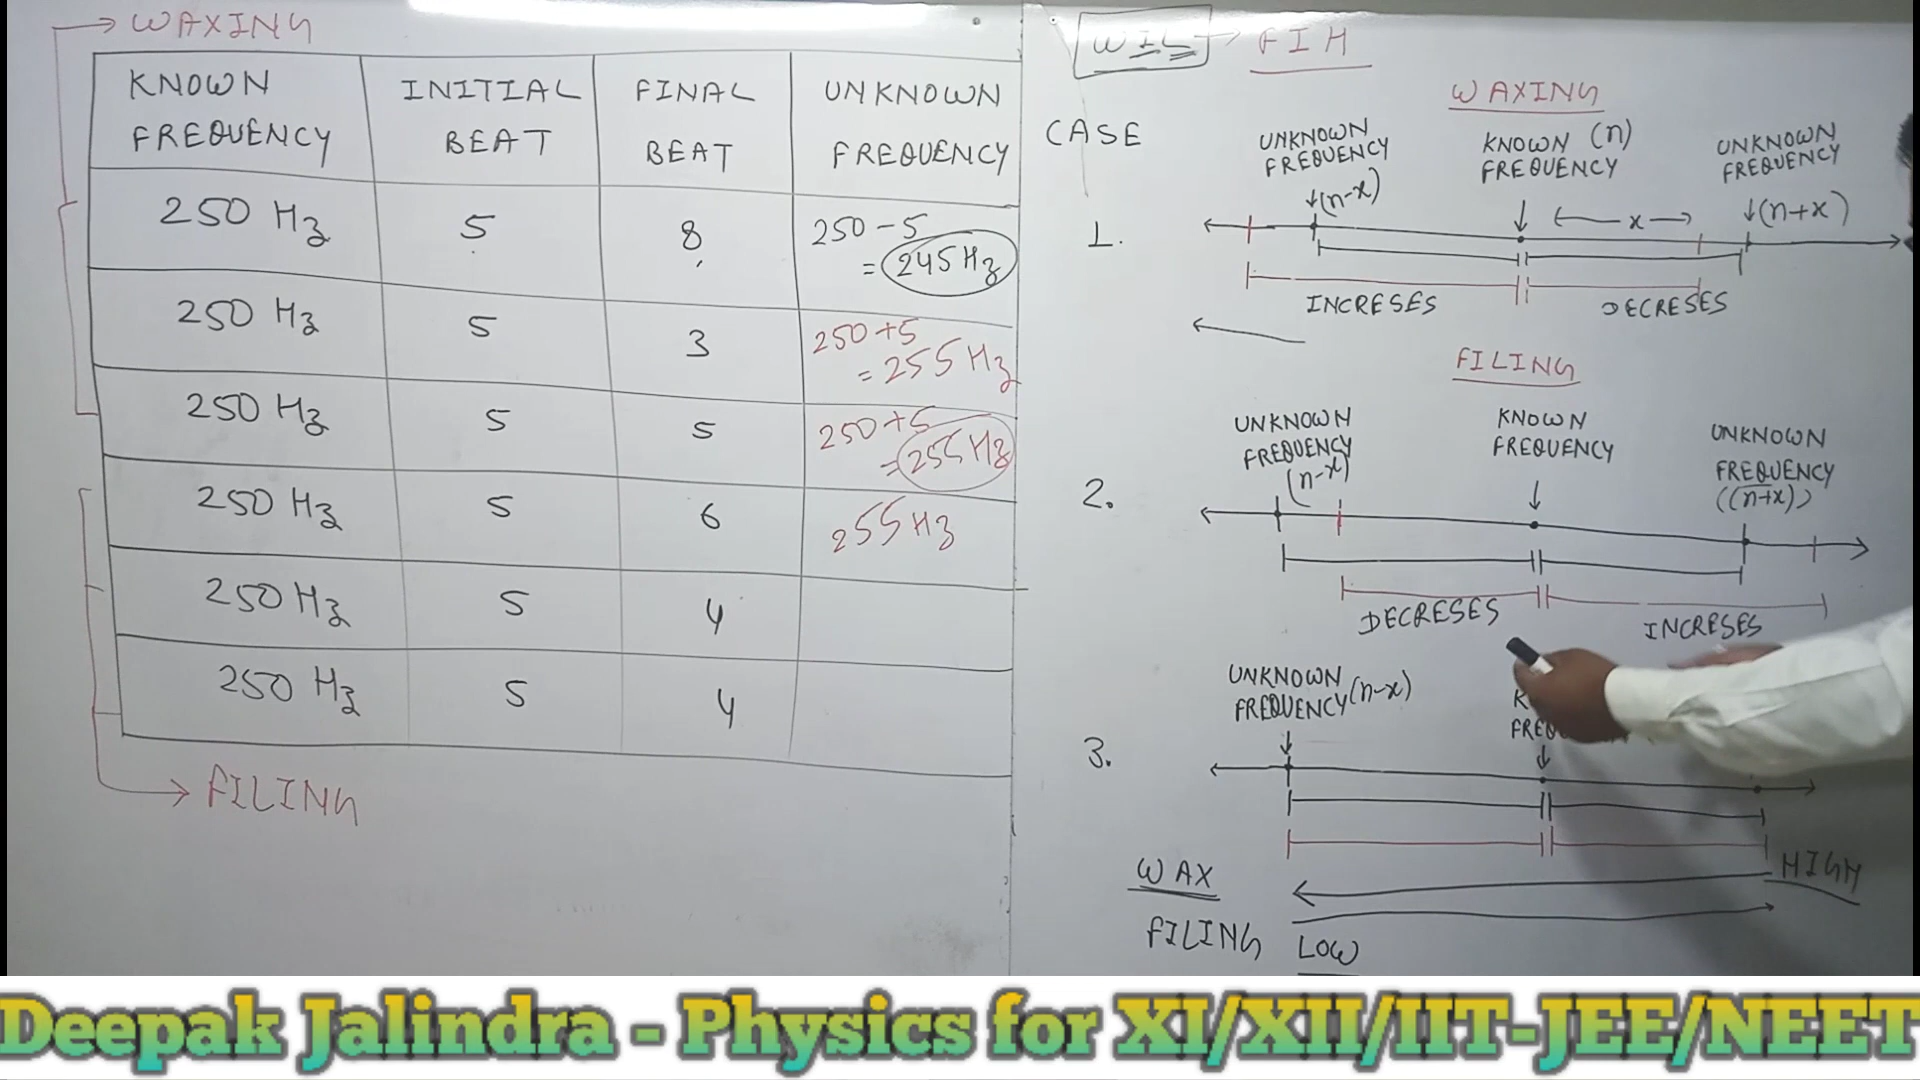 WAXING
KNOWN FREQUENCY INITIAL BEAT FINAL BEAT UNKNOWN FREQUENCY
250 Hz 5 8 250 - 5 = 245 Hz
250 Hz 5 3 250 + 5 = 255 Hz
250 Hz 5 5 250 + 5 = 255 Hz
250 Hz 5 6 255 Hz
250 Hz 5 4
250 Hz 5 4
FILING
WIL → FIH
WAXING
CASE
UNKNOWN FREQUENCY (n-x)
KNOWN (n) FREQUENCY
UNKNOWN FREQUENCY (n+x)
1.
x
INCRESES
DECRESES
FILING
UNKNOWN FREQUENCY (n-x)
KNOWN FREQUENCY
UNKNOWN FREQUENCY ((n+x))
2.
DECRESES
INCRESES
UNKNOWN FREQUENCY (n-x)
3.
WAX
HIGH
FILING LOW
Deepak Jalindra - Physics for XI/XII/IIT-JEE/NEET